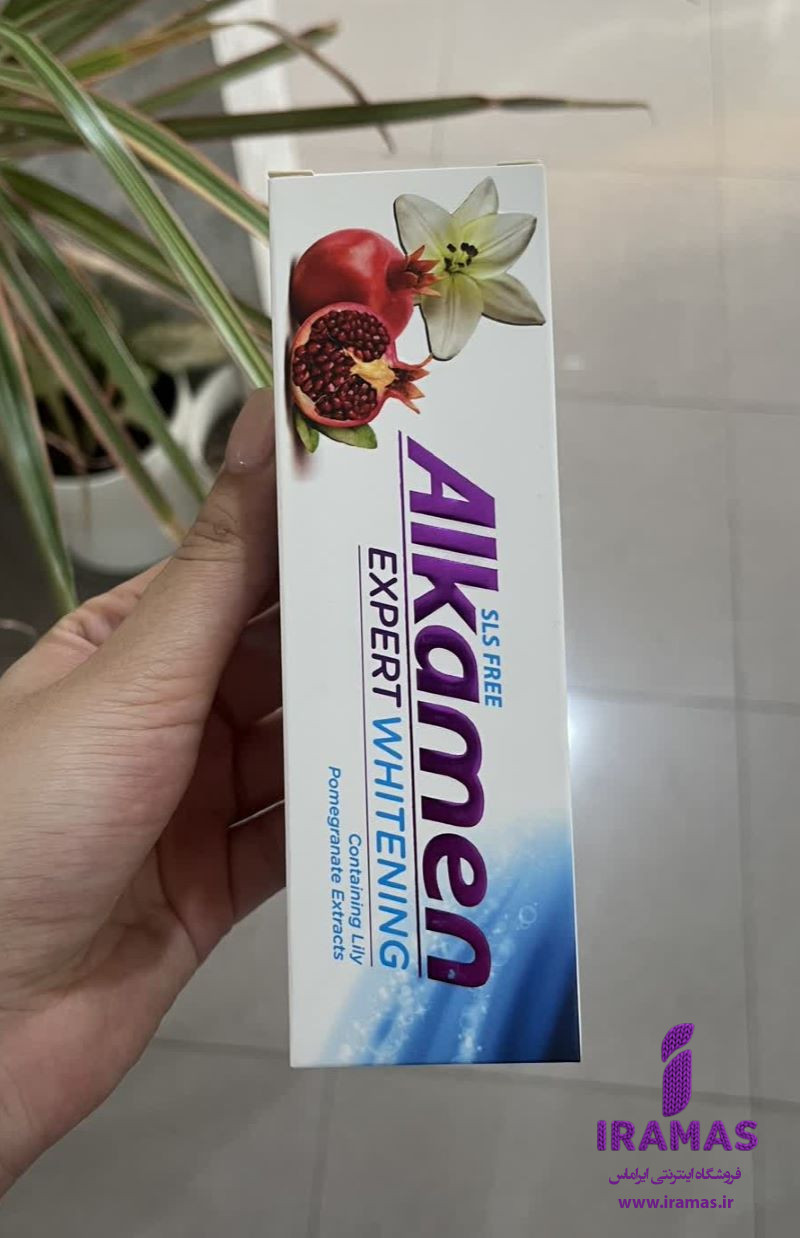 SLS FREE
Alkamen
EXPERT WHITENING
Containing Lily
Pomegranate Extracts
IRAMAS
فروشگاه اینترنتی ایراماس
www.iramas.ir